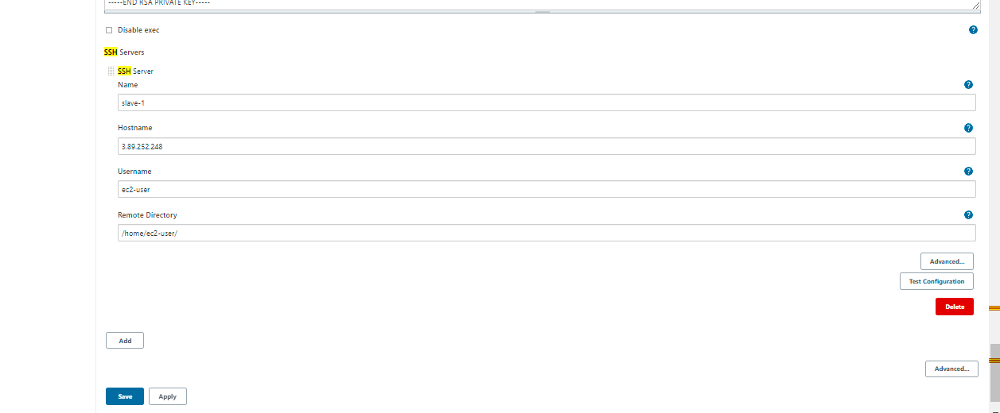 -----END RSA PRIVATE KEY-----
Disable exec
SSH Servers
SSH Server
Name
slave-1
Hostname
3.89.252.248
Username
ec2-user
Remote Directory
/home/ec2-user/
Advanced...
Test Configuration
Delete
Add
Advanced...
Save Apply